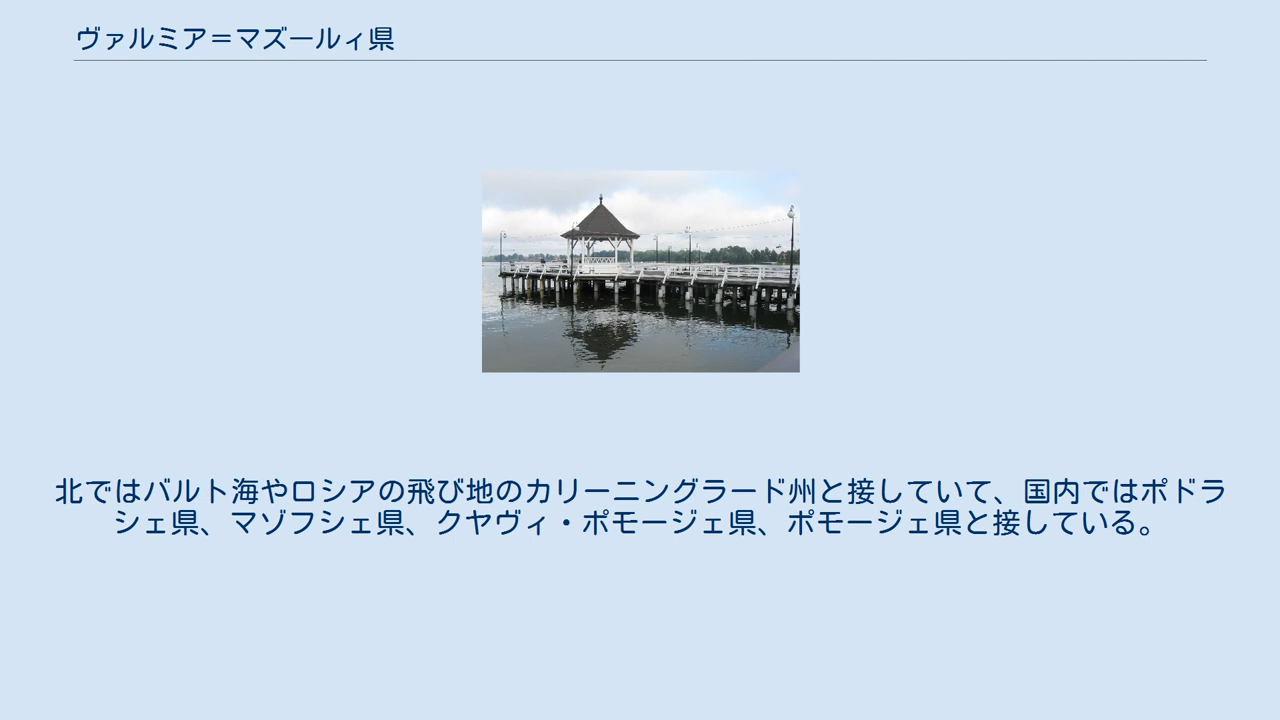 ヴァルミア＝マズールィ県
北ではバルト海やロシアの飛び地のカリーニングラード州と接していて、国内ではポドラ
シェ県、マゾフシェ県、クヤヴィ・ポモージェ県、ポモージェ県と接している。